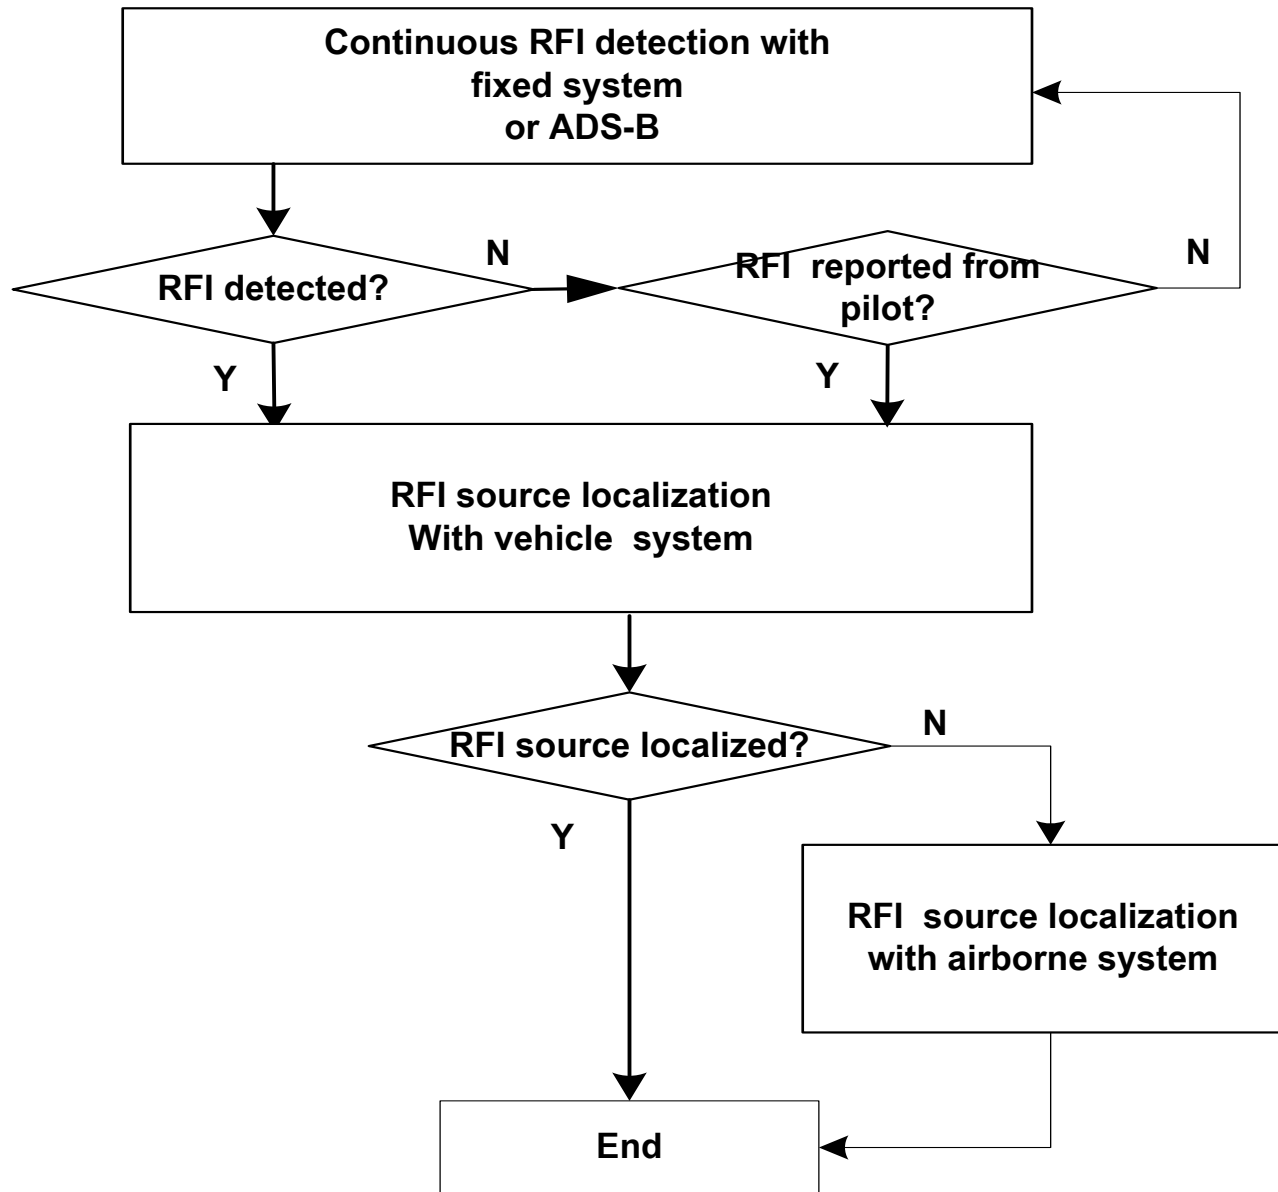 Continuous RFI detection with
fixed system
or ADS-B
N
N
RFI detected?
RFI reported from
pilot?
Y
Y
RFI source localization
With vehicle system
N
RFI source localized?
Y
RFI source localization
with airborne system
End